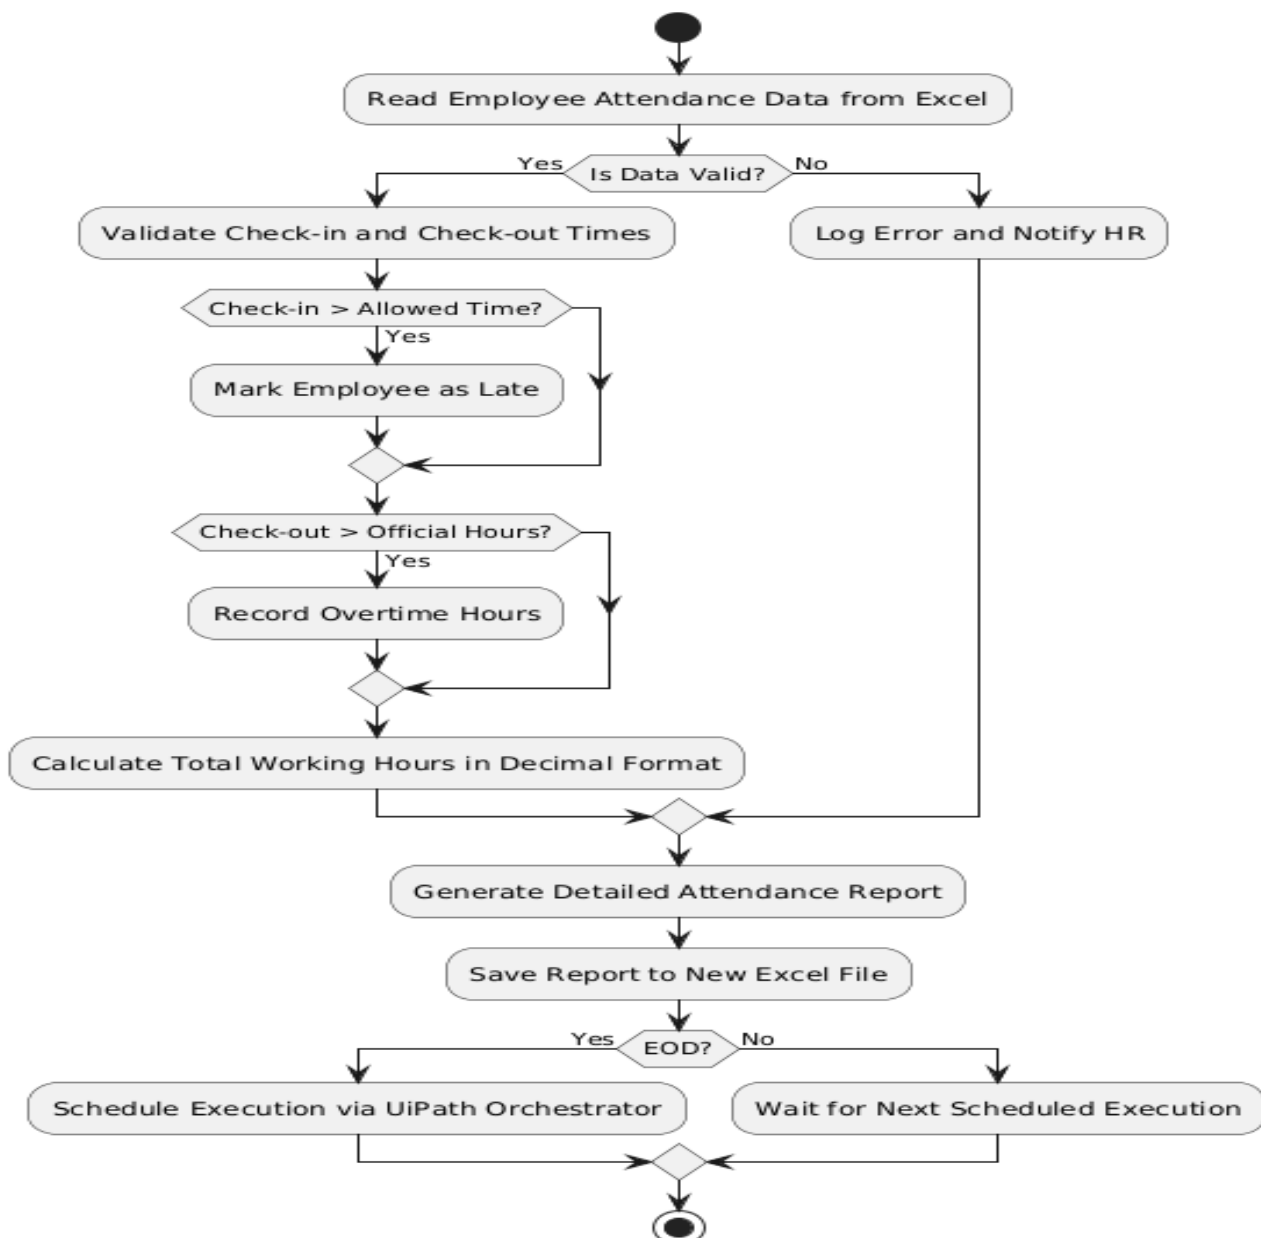 Read Employee Attendance Data from Excel
Yes
Is Data Valid?
No
Validate Check-in and Check-out Times
Log Error and Notify HR
Check-in > Allowed Time?
Yes
Mark Employee as Late
Check-out > Official Hours?
Yes
Record Overtime Hours
Calculate Total Working Hours in Decimal Format
Generate Detailed Attendance Report
Save Report to New Excel File
Yes
EOD?
No
Schedule Execution via UiPath Orchestrator
Wait for Next Scheduled Execution